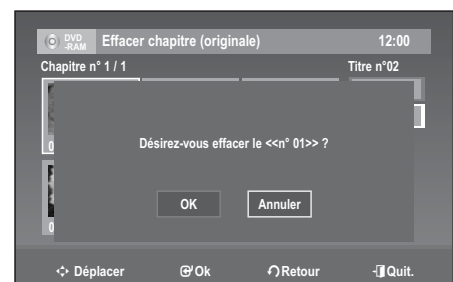 DVD -RAM Effacer chapitre (originale) 12:00
Chapitre n° 1 / 1 Titre n°02
Désirez-vous effacer le <<n° 01>> ?
OK Annuler
Déplacer Ok Retour Quit.